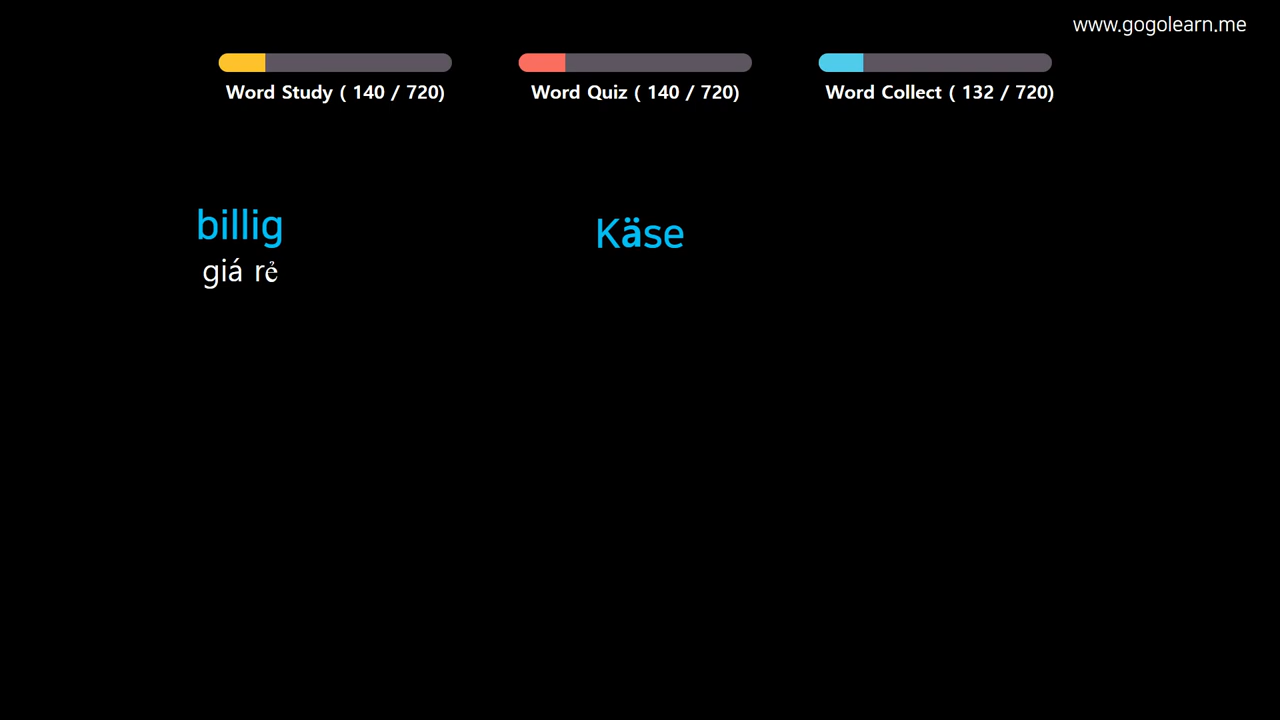 www.gogolearn.me
Word Study ( 140 / 720)
Word Quiz ( 140 / 720)
Word Collect ( 132 / 720)
billig
giá rẻ
Käse